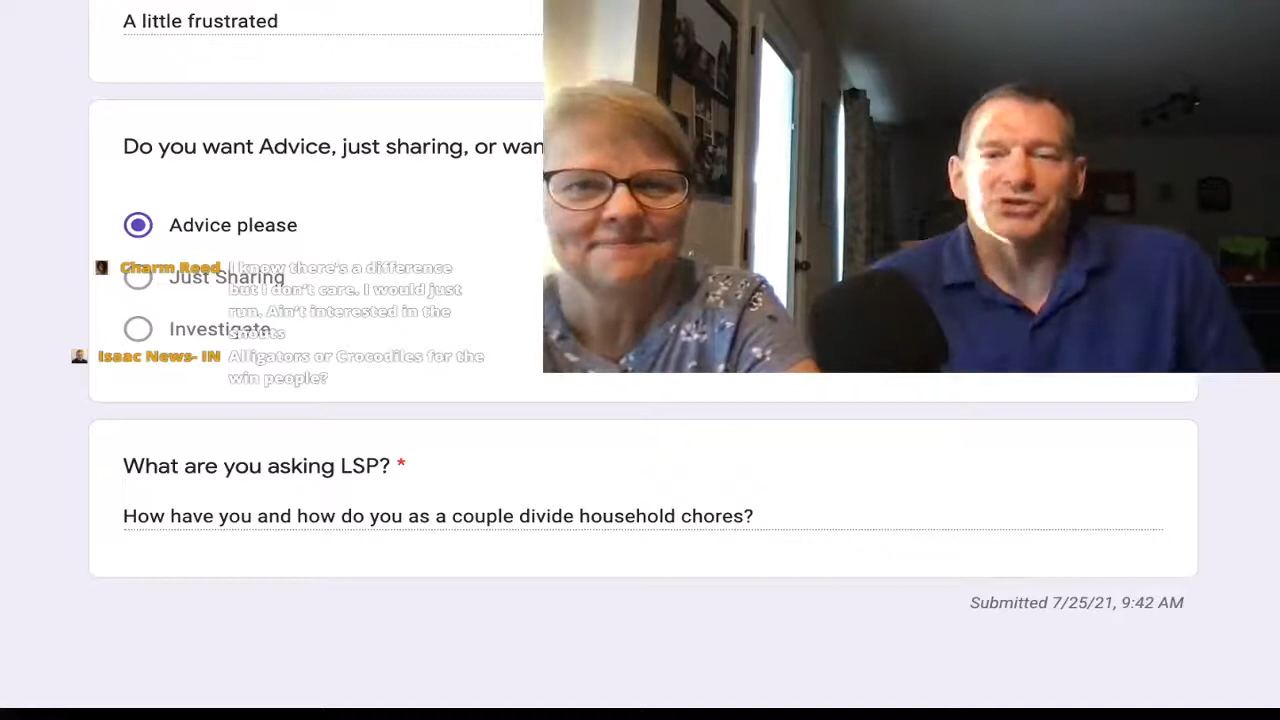 A little frustrated
Do you want Advice, just sharing, or wan
Advice please
Charm Reed I know there's a difference
Just Sharing
but I don't care. I would just
run. Ain't interested in the
Investigate
snouts
Isaac News- IN Alligators or Crocodiles for the
win people?
What are you asking LSP? *
How have you and how do you as a couple divide household chores?
Submitted 7/25/21, 9:42 AM